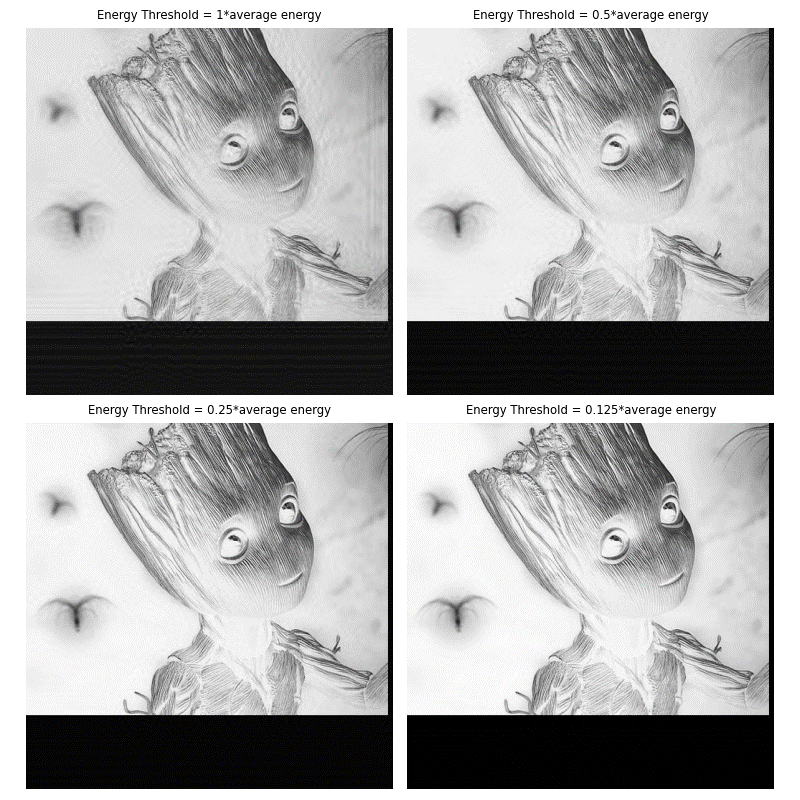 Energy Threshold = 1*average energy
Energy Threshold = 0.5*average energy
Energy Threshold = 0.25*average energy
Energy Threshold = 0.125*average energy